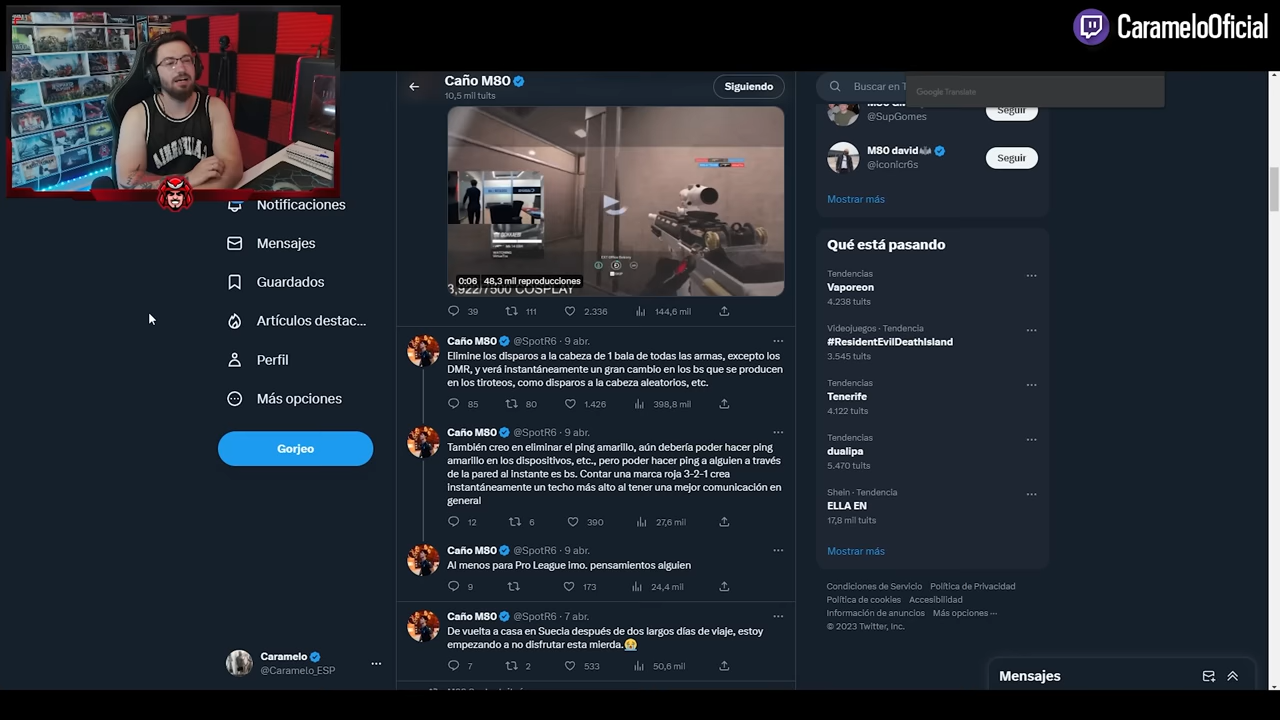 CarameloOficial
Caño M80
10,5 mil tuits
Siguiendo
Buscar en T
Google Translate
@SupGomes
Seguir
M80 david
@iconicr6s
Seguir
Mostrar más
Notificaciones
Mensajes
Guardados
Artículos destac...
Perfil
Más opciones
Gorjeo
Caramelo
@Caramelo_ESP
0:06 48,3 mil reproducciones
3,922/7500 COSPLAY
39 111 2.336 144,6 mil
Caño M80 @SpotR6 · 9 abr.
Elimine los disparos a la cabeza de 1 bala de todas las armas, excepto los
DMR, y verá instantáneamente un gran cambio en los bs que se producen
en los tiroteos, como disparos a la cabeza aleatorios, etc.
85 80 1.426 398,8 mil
Caño M80 @SpotR6 · 9 abr.
También creo en eliminar el ping amarillo, aún debería poder hacer ping
amarillo en los dispositivos, etc., pero poder hacer ping a alguien a través
de la pared al instante es bs. Contar una marca roja 3-2-1 crea
instantáneamente un techo más alto al tener una mejor comunicación en
general
12 6 390 27,6 mil
Caño M80 @SpotR6 · 9 abr.
Al menos para Pro League imo. pensamientos alguien
9 173 24,4 mil
Caño M80 @SpotR6 · 7 abr.
De vuelta a casa en Suecia después de dos largos días de viaje, estoy
empezando a no disfrutar esta mierda.😭
7 2 533 50,6 mil
Qué está pasando
Tendencias
Vaporeon
4.238 tuits
Videojuegos · Tendencia
#ResidentEvilDeathIsland
3.545 tuits
Tendencias
Tenerife
4.122 tuits
Tendencias
dualipa
5.470 tuits
Shein · Tendencia
ELLA EN
17,8 mil tuits
Mostrar más
Condiciones de Servicio Política de Privacidad
Política de cookies Accesibilidad
Información de anuncios Más opciones ···
© 2023 Twitter, Inc.
Mensajes